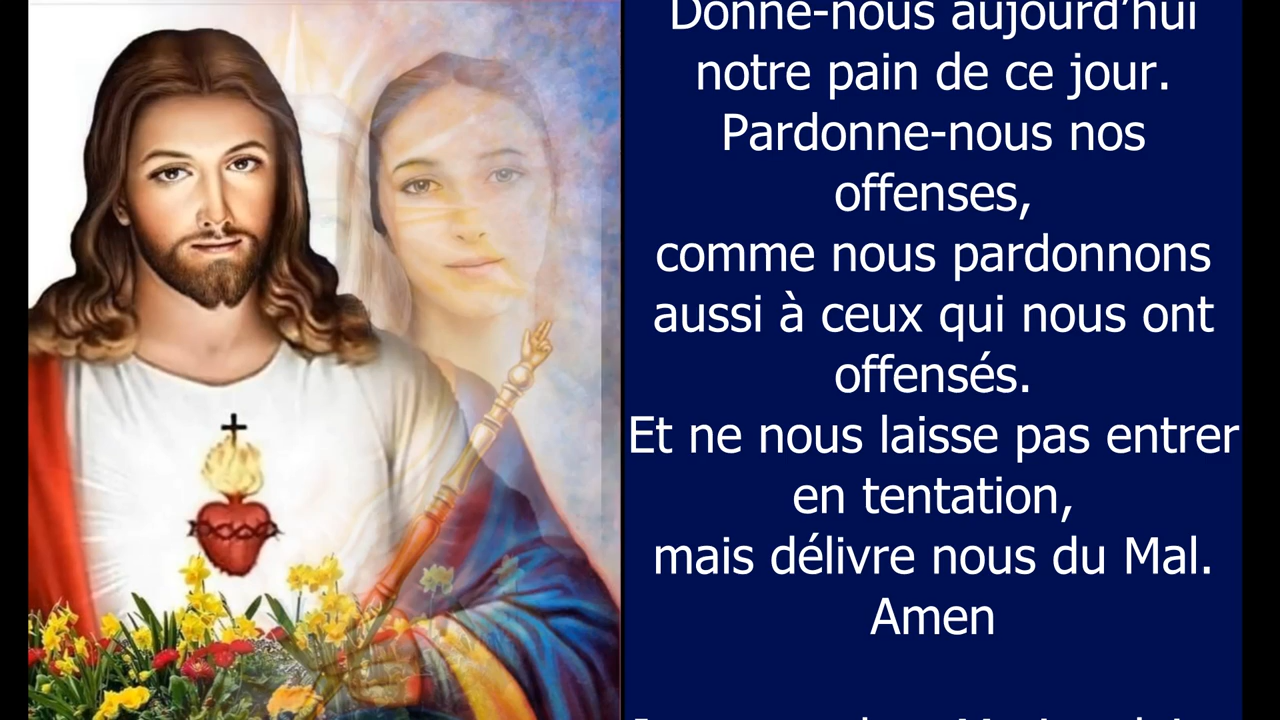 Donne-nous aujourd'hui
notre pain de ce jour.
Pardonne-nous nos
offenses,
comme nous pardonnons
aussi à ceux qui nous ont
offensés.
Et ne nous laisse pas entrer
en tentation,
mais délivre nous du Mal.
Amen